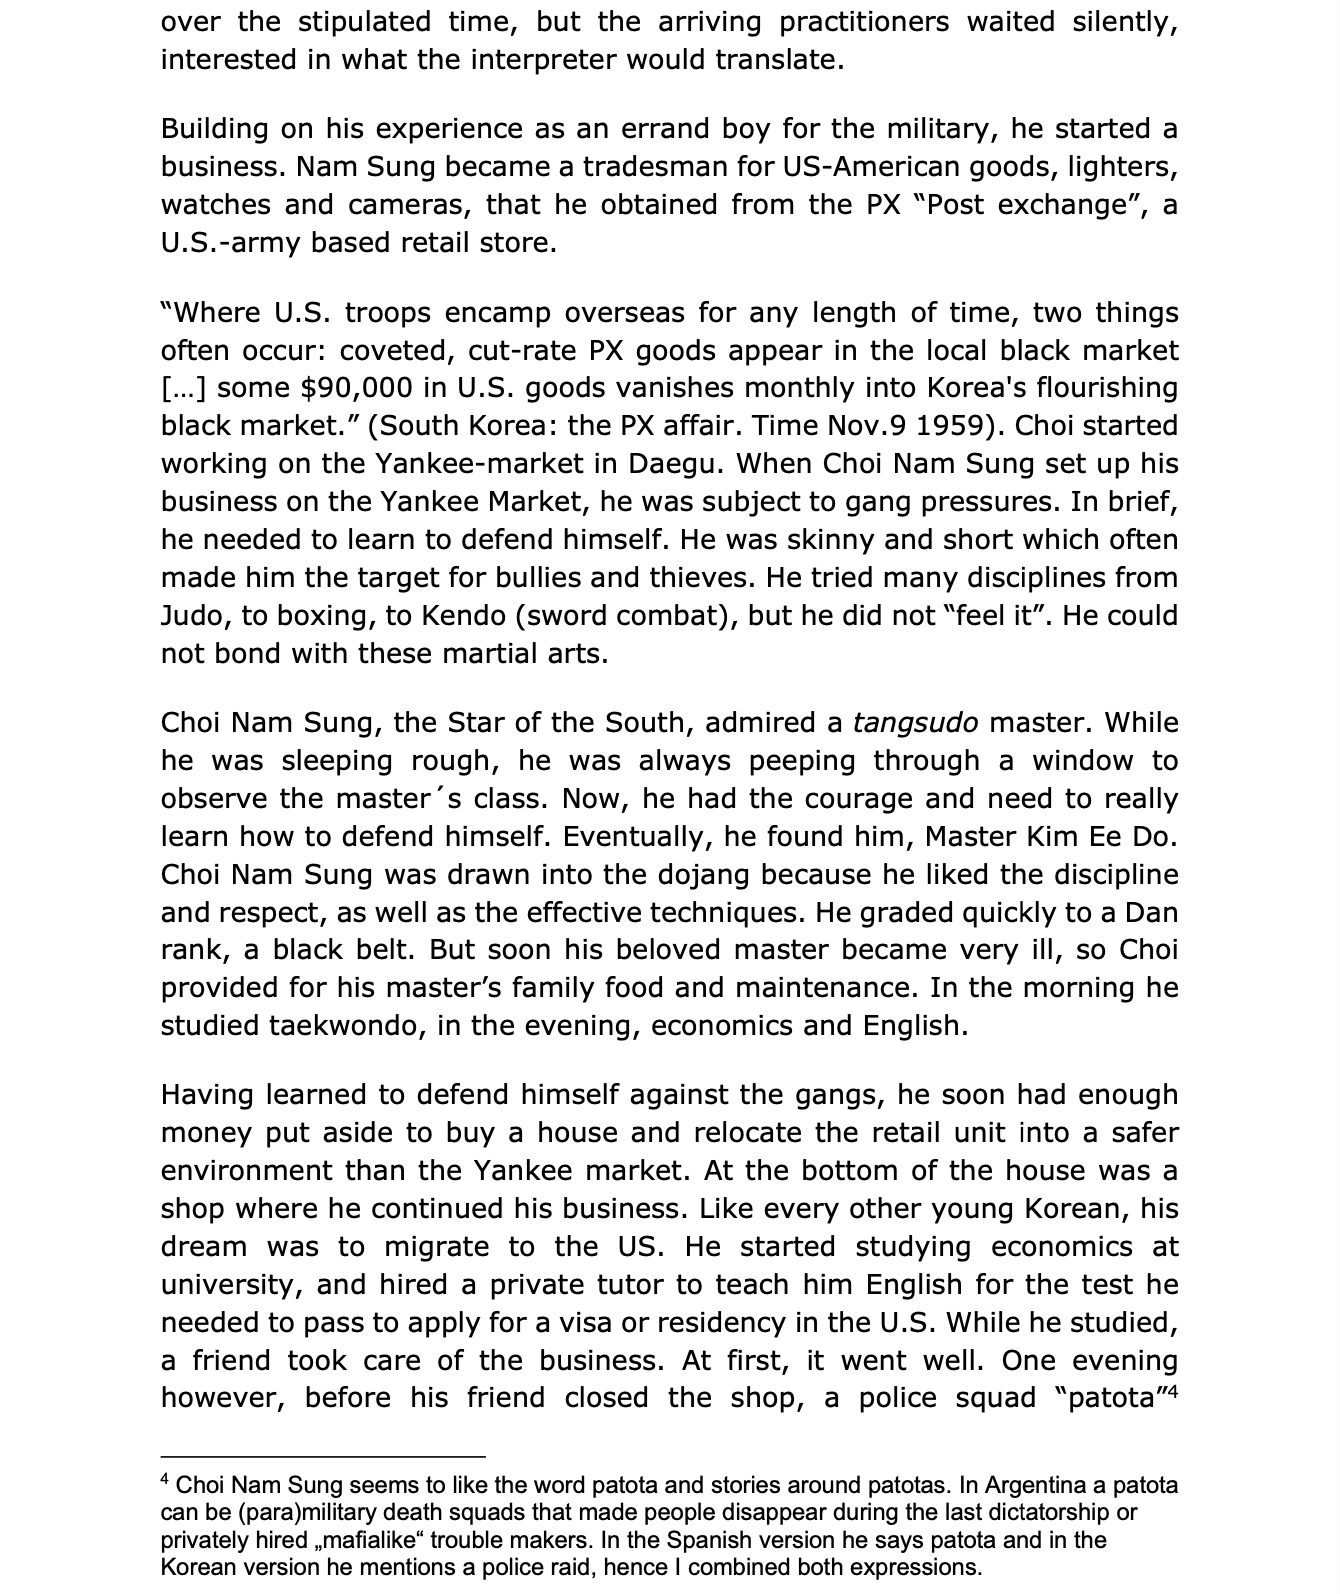 over the stipulated time, but the arriving practitioners waited silently,
interested in what the interpreter would translate.
Building on his experience as an errand boy for the military, he started a
business. Nam Sung became a tradesman for US-American goods, lighters,
watches and cameras, that he obtained from the PX “Post exchange”, a
U.S.-army based retail store.
“Where U.S. troops encamp overseas for any length of time, two things
often occur: coveted, cut-rate PX goods appear in the local black market
[…] some $90,000 in U.S. goods vanishes monthly into Korea's flourishing
black market.” (South Korea: the PX affair. Time Nov.9 1959). Choi started
working on the Yankee-market in Daegu. When Choi Nam Sung set up his
business on the Yankee Market, he was subject to gang pressures. In brief,
he needed to learn to defend himself. He was skinny and short which often
made him the target for bullies and thieves. He tried many disciplines from
Judo, to boxing, to Kendo (sword combat), but he did not “feel it”. He could
not bond with these martial arts.
Choi Nam Sung, the Star of the South, admired a tangsudo master. While
he was sleeping rough, he was always peeping through a window to
observe the master´s class. Now, he had the courage and need to really
learn how to defend himself. Eventually, he found him, Master Kim Ee Do.
Choi Nam Sung was drawn into the dojang because he liked the discipline
and respect, as well as the effective techniques. He graded quickly to a Dan
rank, a black belt. But soon his beloved master became very ill, so Choi
provided for his master’s family food and maintenance. In the morning he
studied taekwondo, in the evening, economics and English.
Having learned to defend himself against the gangs, he soon had enough
money put aside to buy a house and relocate the retail unit into a safer
environment than the Yankee market. At the bottom of the house was a
shop where he continued his business. Like every other young Korean, his
dream was to migrate to the US. He started studying economics at
university, and hired a private tutor to teach him English for the test he
needed to pass to apply for a visa or residency in the U.S. While he studied,
a friend took care of the business. At first, it went well. One evening
however, before his friend closed the shop, a police squad “patota”⁴
⁴ Choi Nam Sung seems to like the word patota and stories around patotas. In Argentina a patota
can be (para)military death squads that made people disappear during the last dictatorship or
privately hired „mafialike“ trouble makers. In the Spanish version he says patota and in the
Korean version he mentions a police raid, hence I combined both expressions.